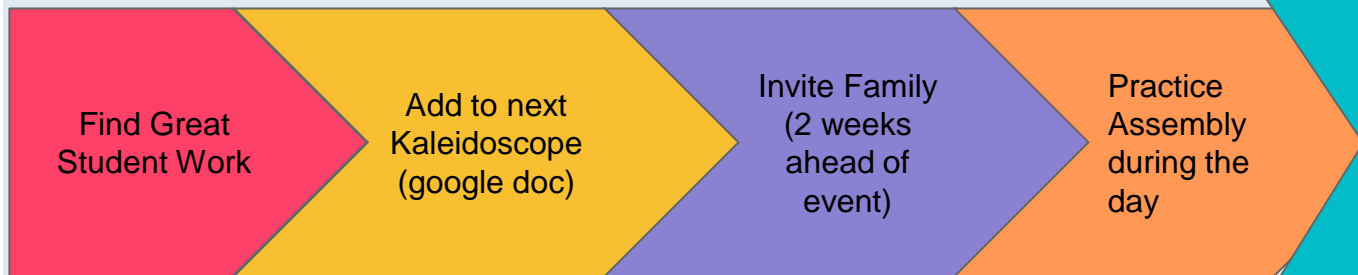 Find Great
Student Work
Add to next
Kaleidoscope
(google doc)
Invite Family
(2 weeks
ahead of
event)
Practice
Assembly
during the
day